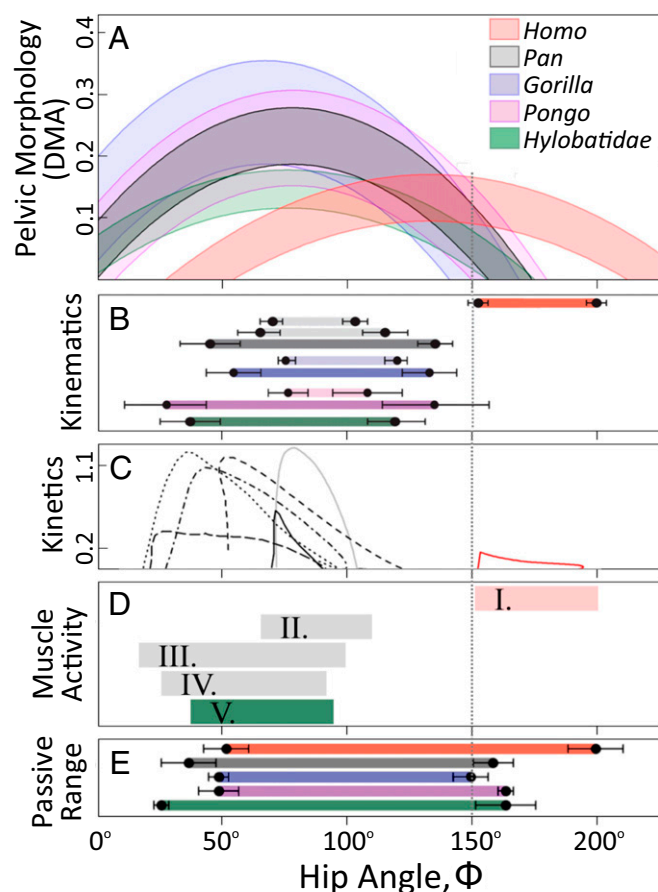 A
Homo
Pan
Gorilla
Pongo
Hylobatidae
Pelvic Morphology
(DMA)
0.4
0.3
0.2
0.1
B
Kinematics
C
Kinetics
1.1
0.2
D
Muscle
Activity
I.
II.
III.
IV.
V.
E
Passive
Range
0° 50° 100° 150° 200°
Hip Angle, Φ